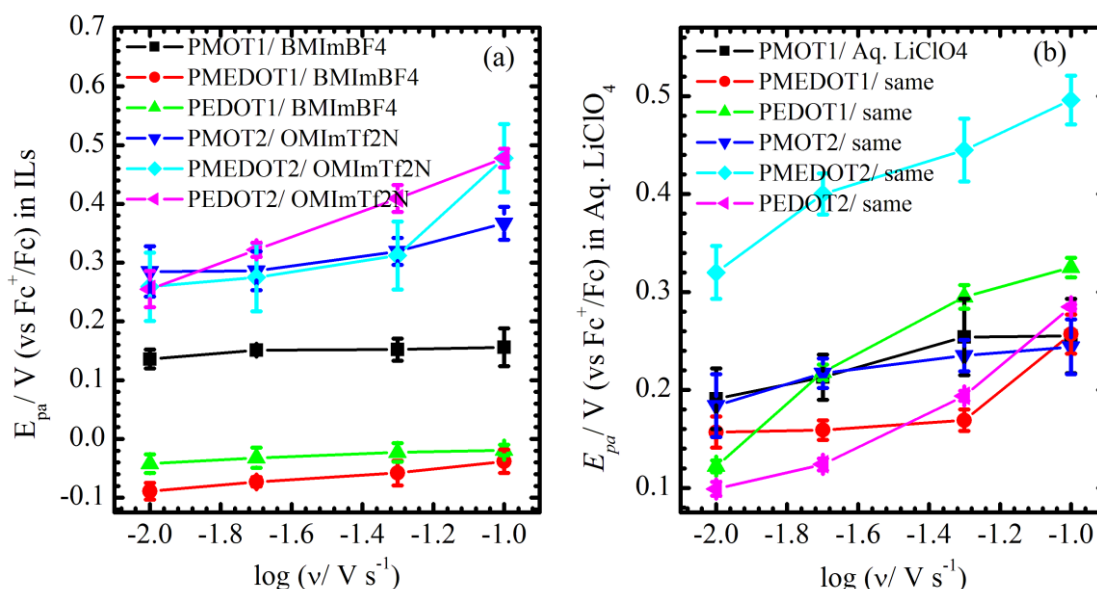 0.7
0.6
0.5
0.4
0.3
0.2
0.1
0.0
-0.1
E_pa / V (vs Fc⁺/Fc) in ILs
PMOT1/ BMImBF4
PMEDOT1/ BMImBF4
PEDOT1/ BMImBF4
PMOT2/ OMImTf2N
PMEDOT2/ OMImTf2N
PEDOT2/ OMImTf2N
(a)
-2.0 -1.8 -1.6 -1.4 -1.2 -1.0
log (ν/ V s⁻¹)
0.5
0.4
0.3
0.2
0.1
E_pa / V (vs Fc⁺/Fc) in Aq. LiClO₄
PMOT1/ Aq. LiClO4
PMEDOT1/ same
PEDOT1/ same
PMOT2/ same
PMEDOT2/ same
PEDOT2/ same
(b)
-2.0 -1.8 -1.6 -1.4 -1.2 -1.0
log (ν/ V s⁻¹)